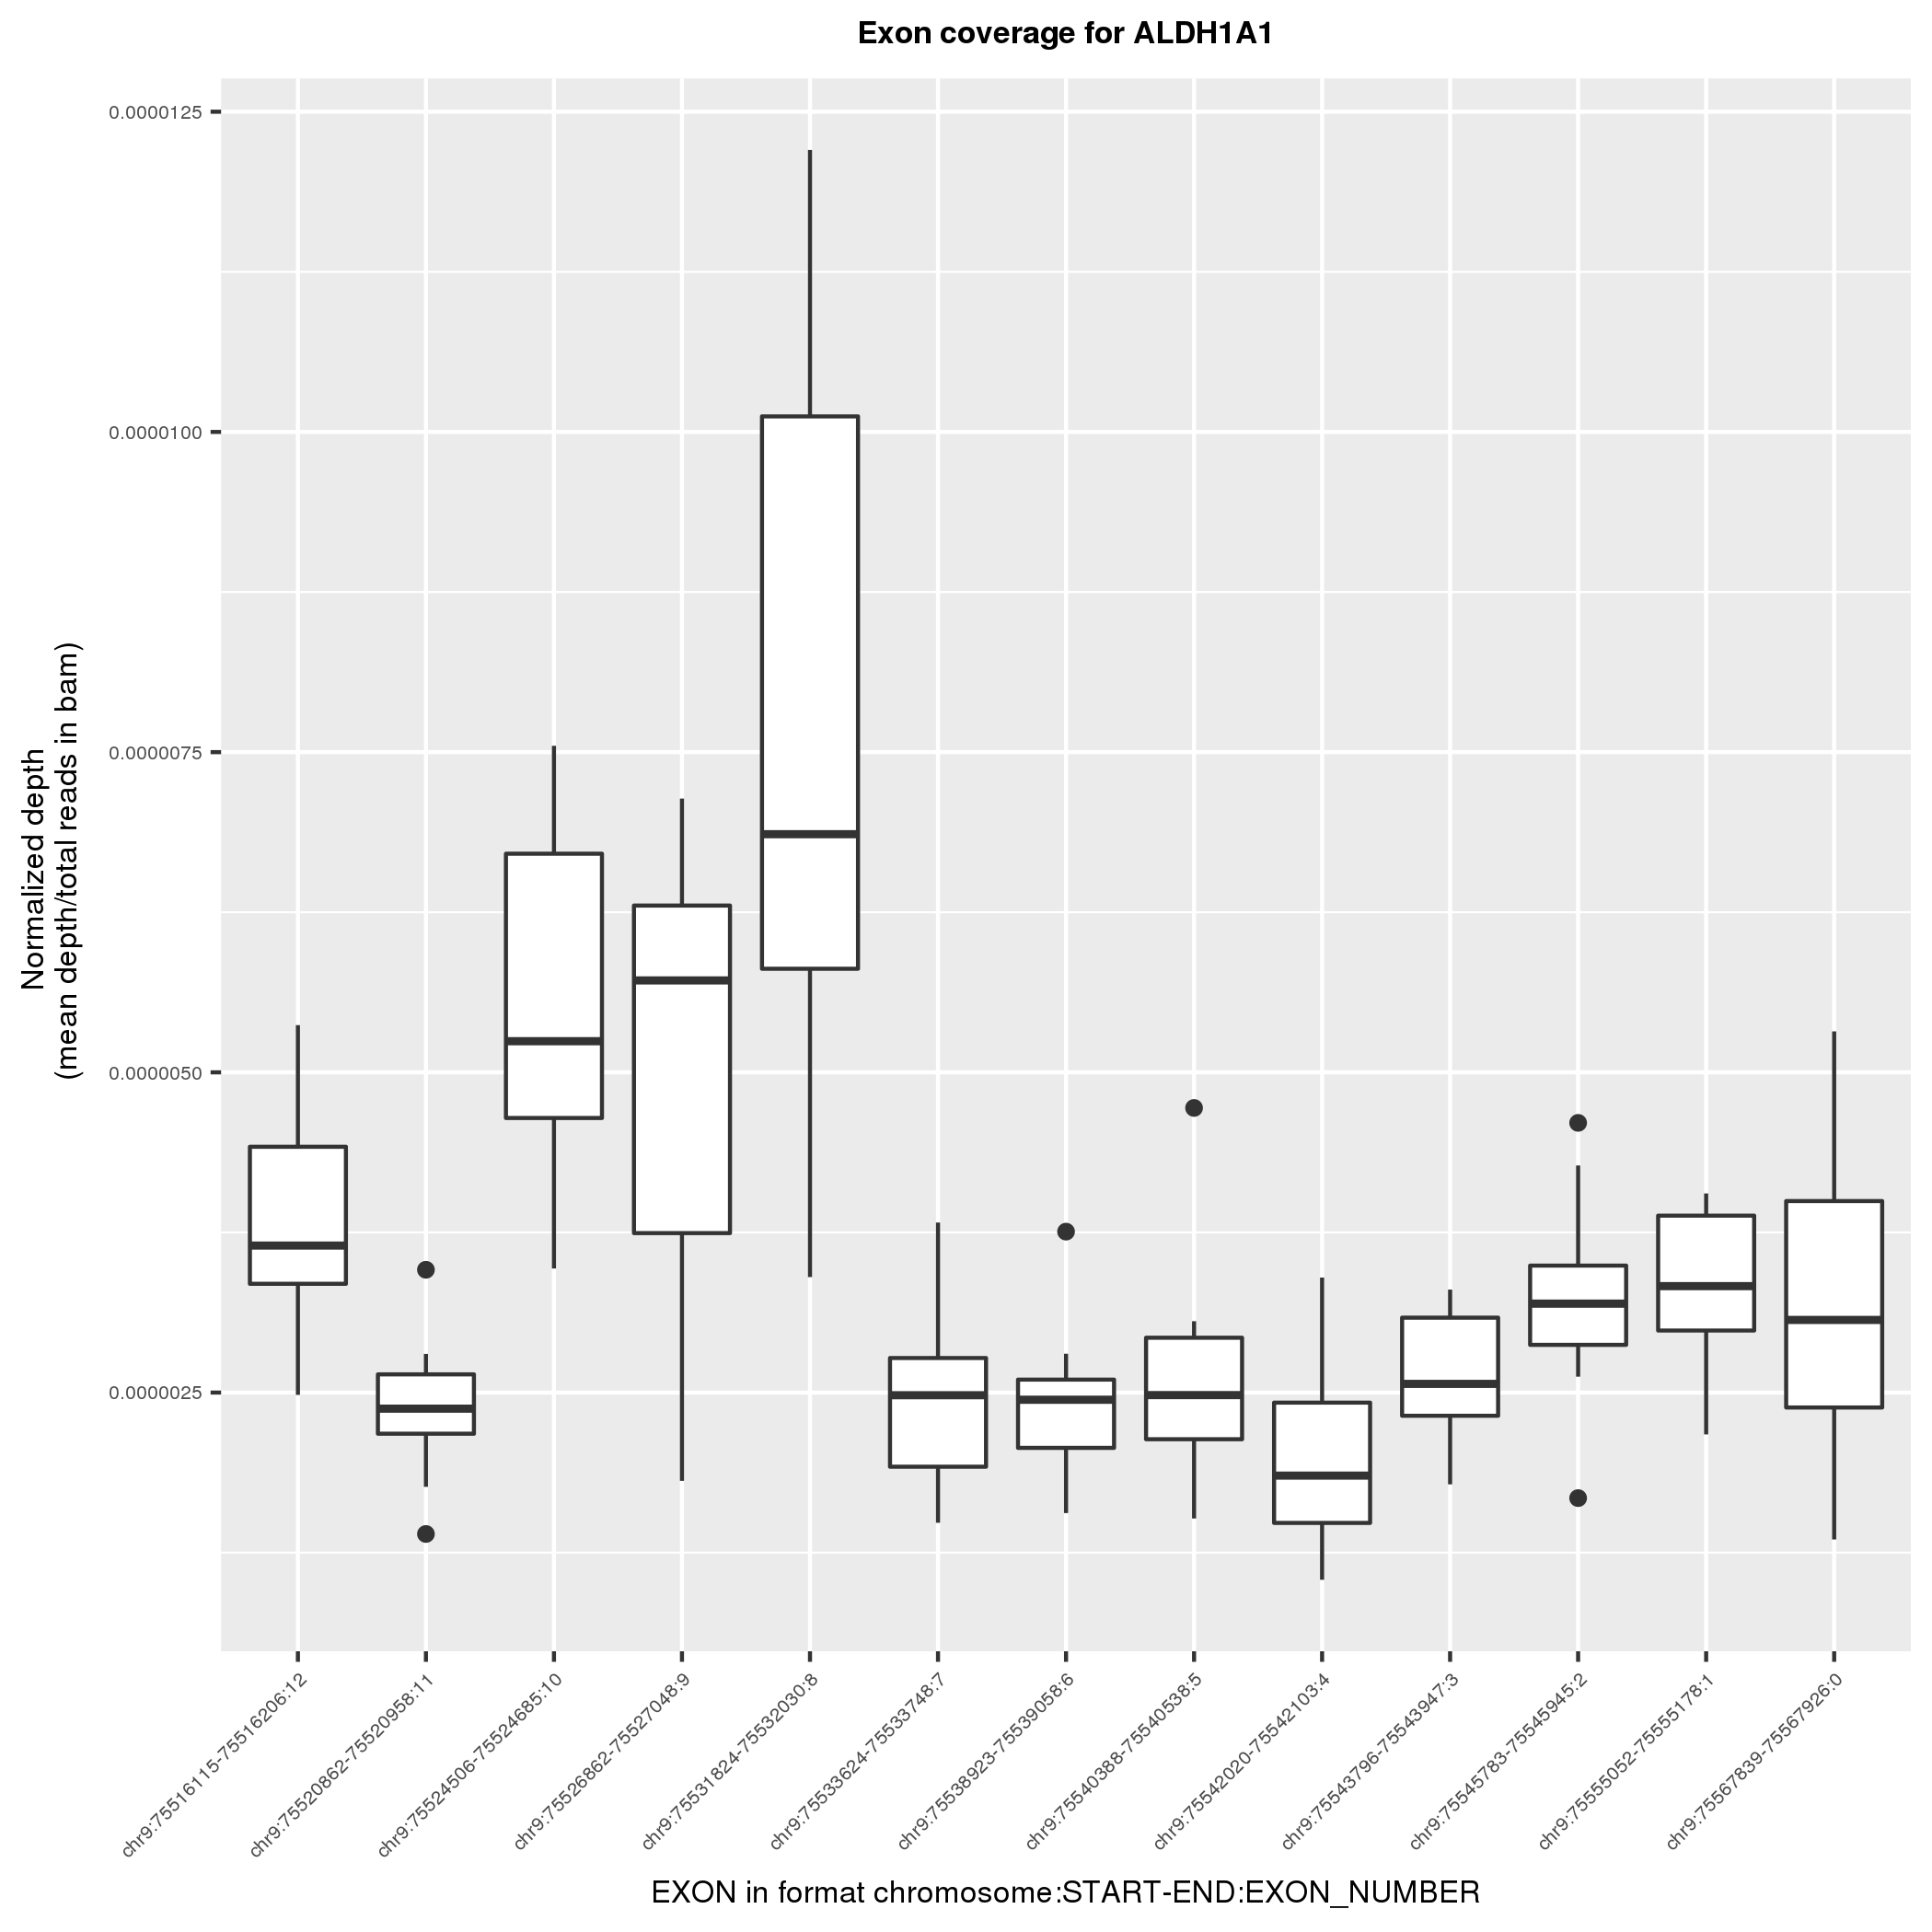 Exon coverage for ALDH1A1
0.0000125
0.0000100
0.0000075
0.0000050
0.0000025
Normalized depth
(mean depth/total reads in bam)
chr9:75516115-75516206:12
chr9:75520862-75520958:11
chr9:75524506-75524685:10
chr9:75526862-75527048:9
chr9:75531824-75532030:8
chr9:75533624-75533748:7
chr9:75538923-75539058:6
chr9:75540388-75540538:5
chr9:75542020-75542103:4
chr9:75543796-75543947:3
chr9:75545783-75545945:2
chr9:75555052-75555178:1
chr9:75567839-75567926:0
EXON in format chromosome:START-END:EXON_NUMBER